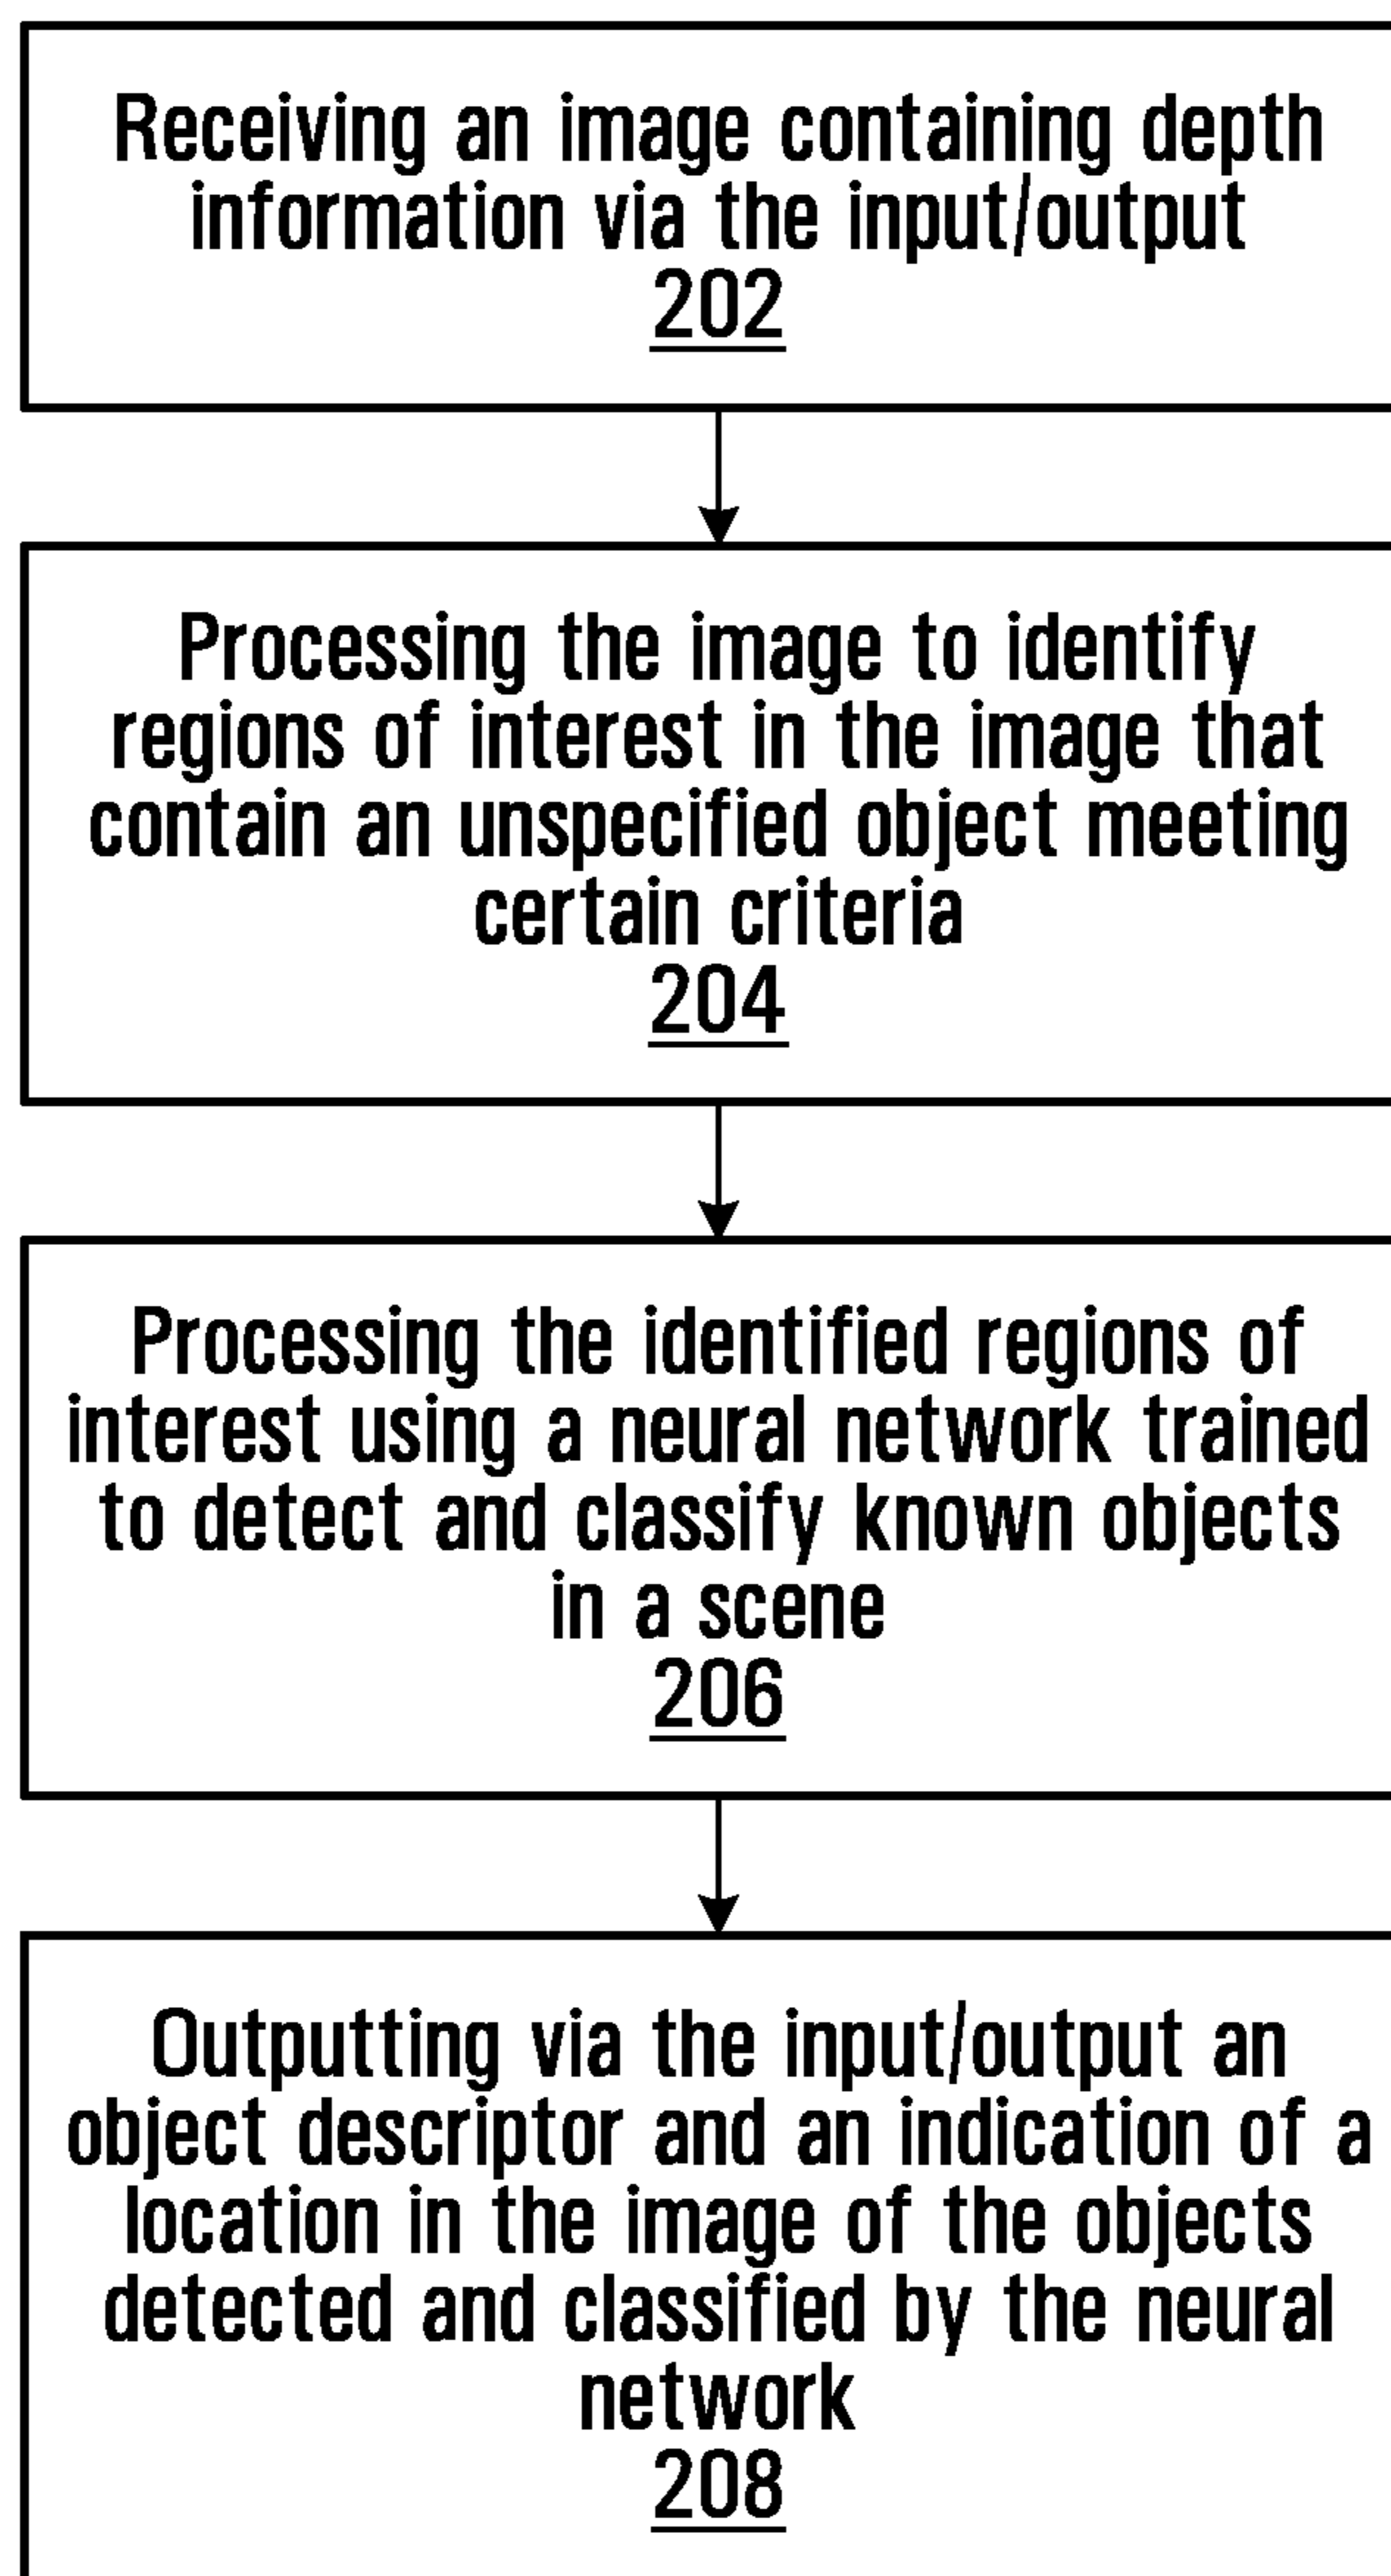 Receiving an image containing depth
information via the input/output
202
Processing the image to identify
regions of interest in the image that
contain an unspecified object meeting
certain criteria
204
Processing the identified regions of
interest using a neural network trained
to detect and classify known objects
in a scene
206
Outputting via the input/output an
object descriptor and an indication of a
location in the image of the objects
detected and classified by the neural
network
208